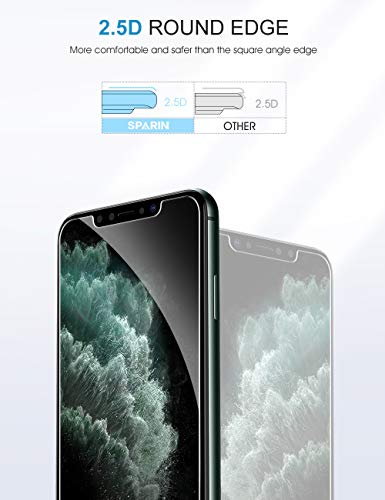 2.5D ROUND EDGE
More comfortable and safer than the square angle edge
2.5D
2.5D
SPARIN
OTHER